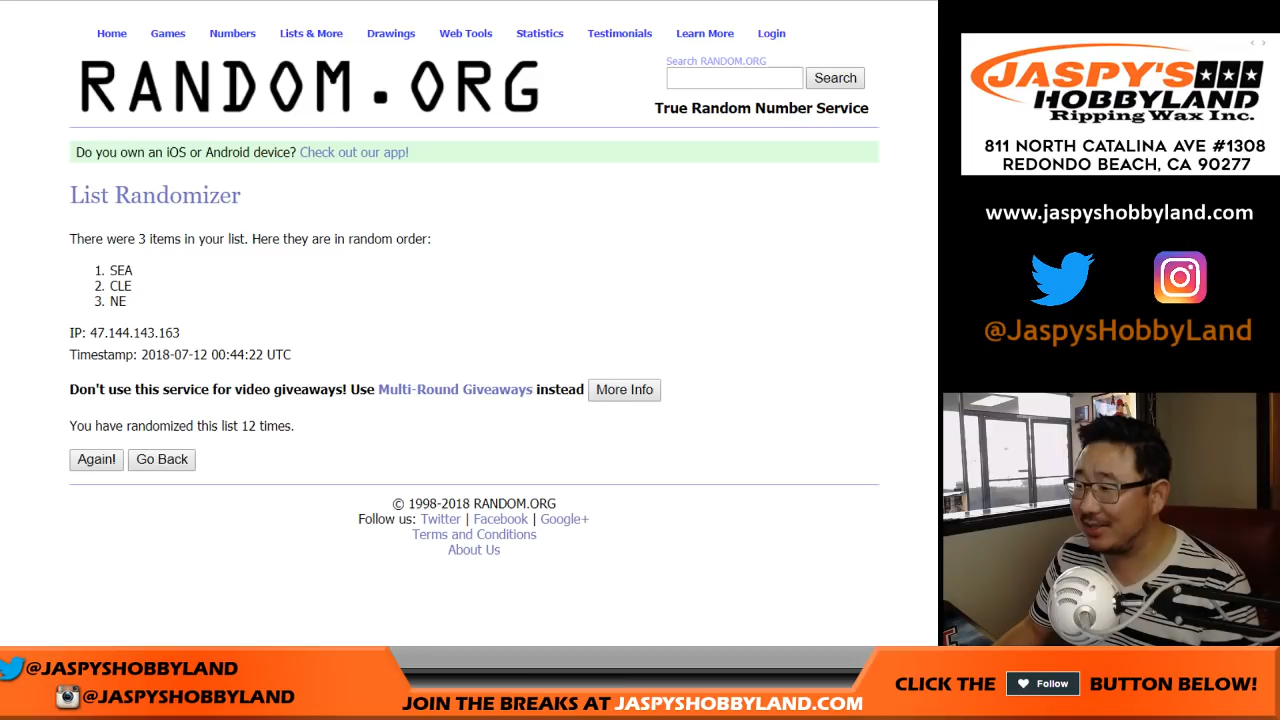 Home Games Numbers Lists & More Drawings Web Tools Statistics Testimonials Learn More Login
RANDOM.ORG
Search RANDOM.ORG
Search
True Random Number Service
Do you own an iOS or Android device? Check out our app!
List Randomizer
There were 3 items in your list. Here they are in random order:
1. SEA
2. CLE
3. NE
IP: 47.144.143.163
Timestamp: 2018-07-12 00:44:22 UTC
Don't use this service for video giveaways! Use Multi-Round Giveaways instead More Info
You have randomized this list 12 times.
Again! Go Back
© 1998-2018 RANDOM.ORG
Follow us: Twitter | Facebook | Google+
Terms and Conditions
About Us
JASPY'S
HOBBYLAND
Ripping Wax Inc.
811 NORTH CATALINA AVE #1308
REDONDO BEACH, CA 90277
www.jaspyshobbyland.com
@JaspysHobbyLand
@JASPYSHOBBYLAND
@JASPYSHOBBYLAND
JOIN THE BREAKS AT JASPYSHOBBYLAND.COM
CLICK THE Follow BUTTON BELOW!